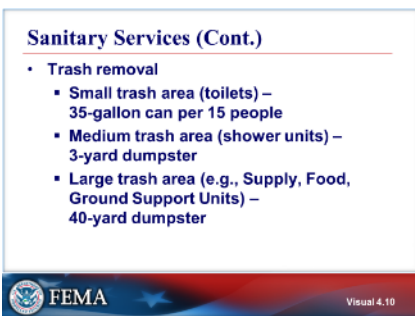 Sanitary Services (Cont.)
• Trash removal
▪ Small trash area (toilets) –
35-gallon can per 15 people
▪ Medium trash area (shower units) –
3-yard dumpster
▪ Large trash area (e.g., Supply, Food,
Ground Support Units) –
40-yard dumpster
FEMA
Visual 4.10